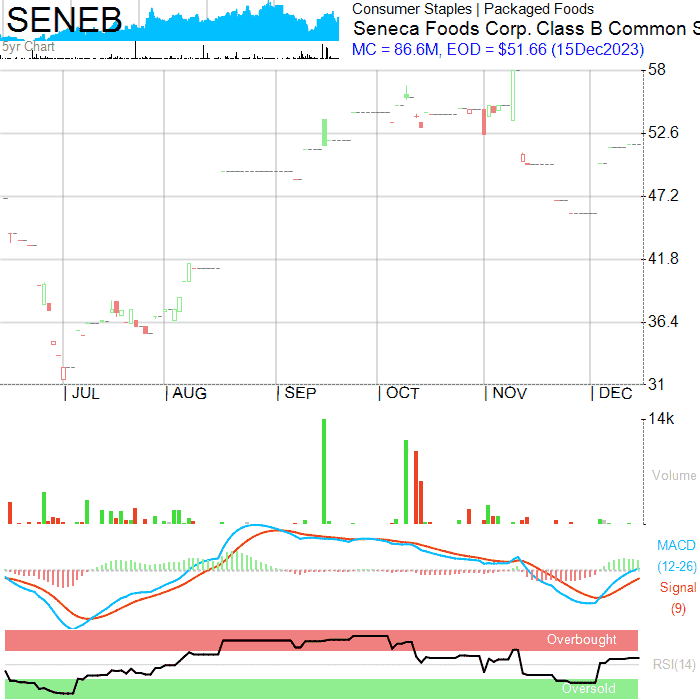 SENEB
5yr Chart
Consumer Staples | Packaged Foods
Seneca Foods Corp. Class B Common S
MC = 86.6M, EOD = $51.66 (15Dec2023)
58
52.6
47.2
41.8
36.4
31
JUL AUG SEP OCT NOV DEC
14k
Volume
MACD
(12-26)
Signal
(9)
Overbought
RSI(14)
Oversold